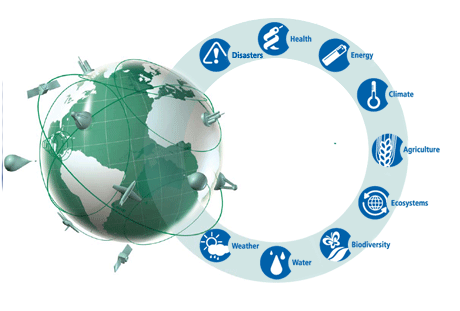 Disasters
Health
Energy
Climate
Agriculture
Ecosystems
Biodiversity
Water
Weather